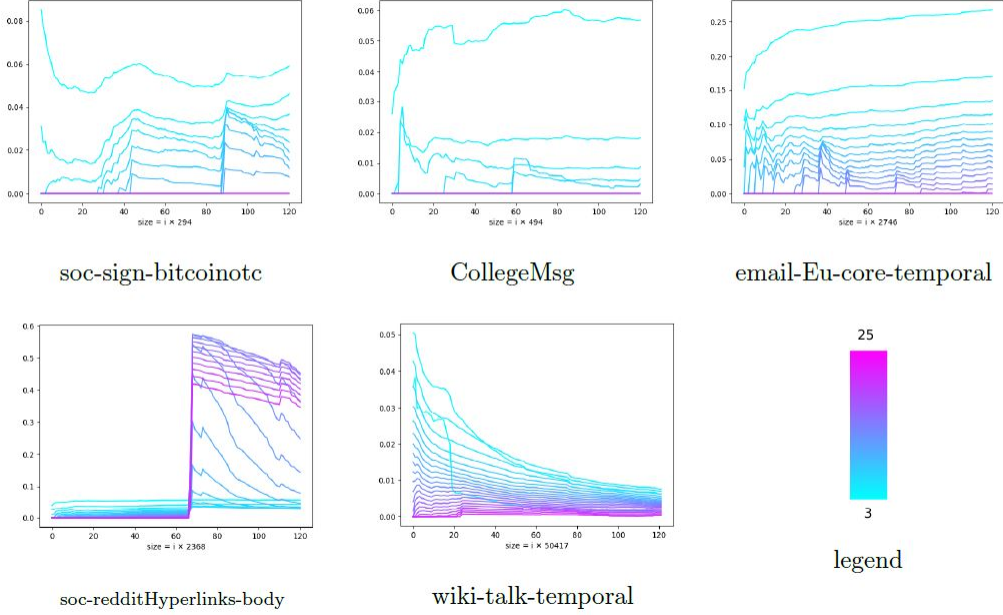 0.08
0.06
0.04
0.02
0.00
0 20 40 60 80 100 120
size = i × 294
soc-sign-bitcoinotc
0.06
0.05
0.04
0.03
0.02
0.01
0.00
0 20 40 60 80 100 120
size = i × 494
CollegeMsg
0.25
0.20
0.15
0.10
0.05
0.00
0 20 40 60 80 100 120
size = i × 2746
email-Eu-core-temporal
0.6
0.5
0.4
0.3
0.2
0.1
0.0
0 20 40 60 80 100 120
size = i × 2368
soc-redditHyperlinks-body
0.05
0.04
0.03
0.02
0.01
0.00
0 20 40 60 80 100 120
size = i × 50417
wiki-talk-temporal
25
3
legend